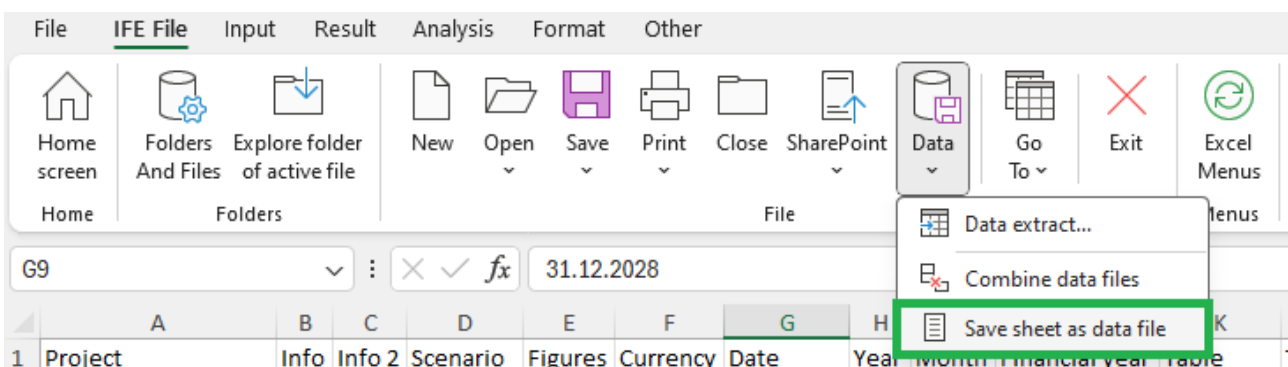 File IFE File Input Result Analysis Format Other
Home screen Folders And Files Explore folder of active file New Open Save Print Close SharePoint Data Go To Exit Excel Menus
Home Folders File Menus
Data extract...
G9 fx 31.12.2028
Combine data files
A B C D E F G H K
Save sheet as data file
1 Project Info Info 2 Scenario Figures Currency Date Year Month Financial year Table